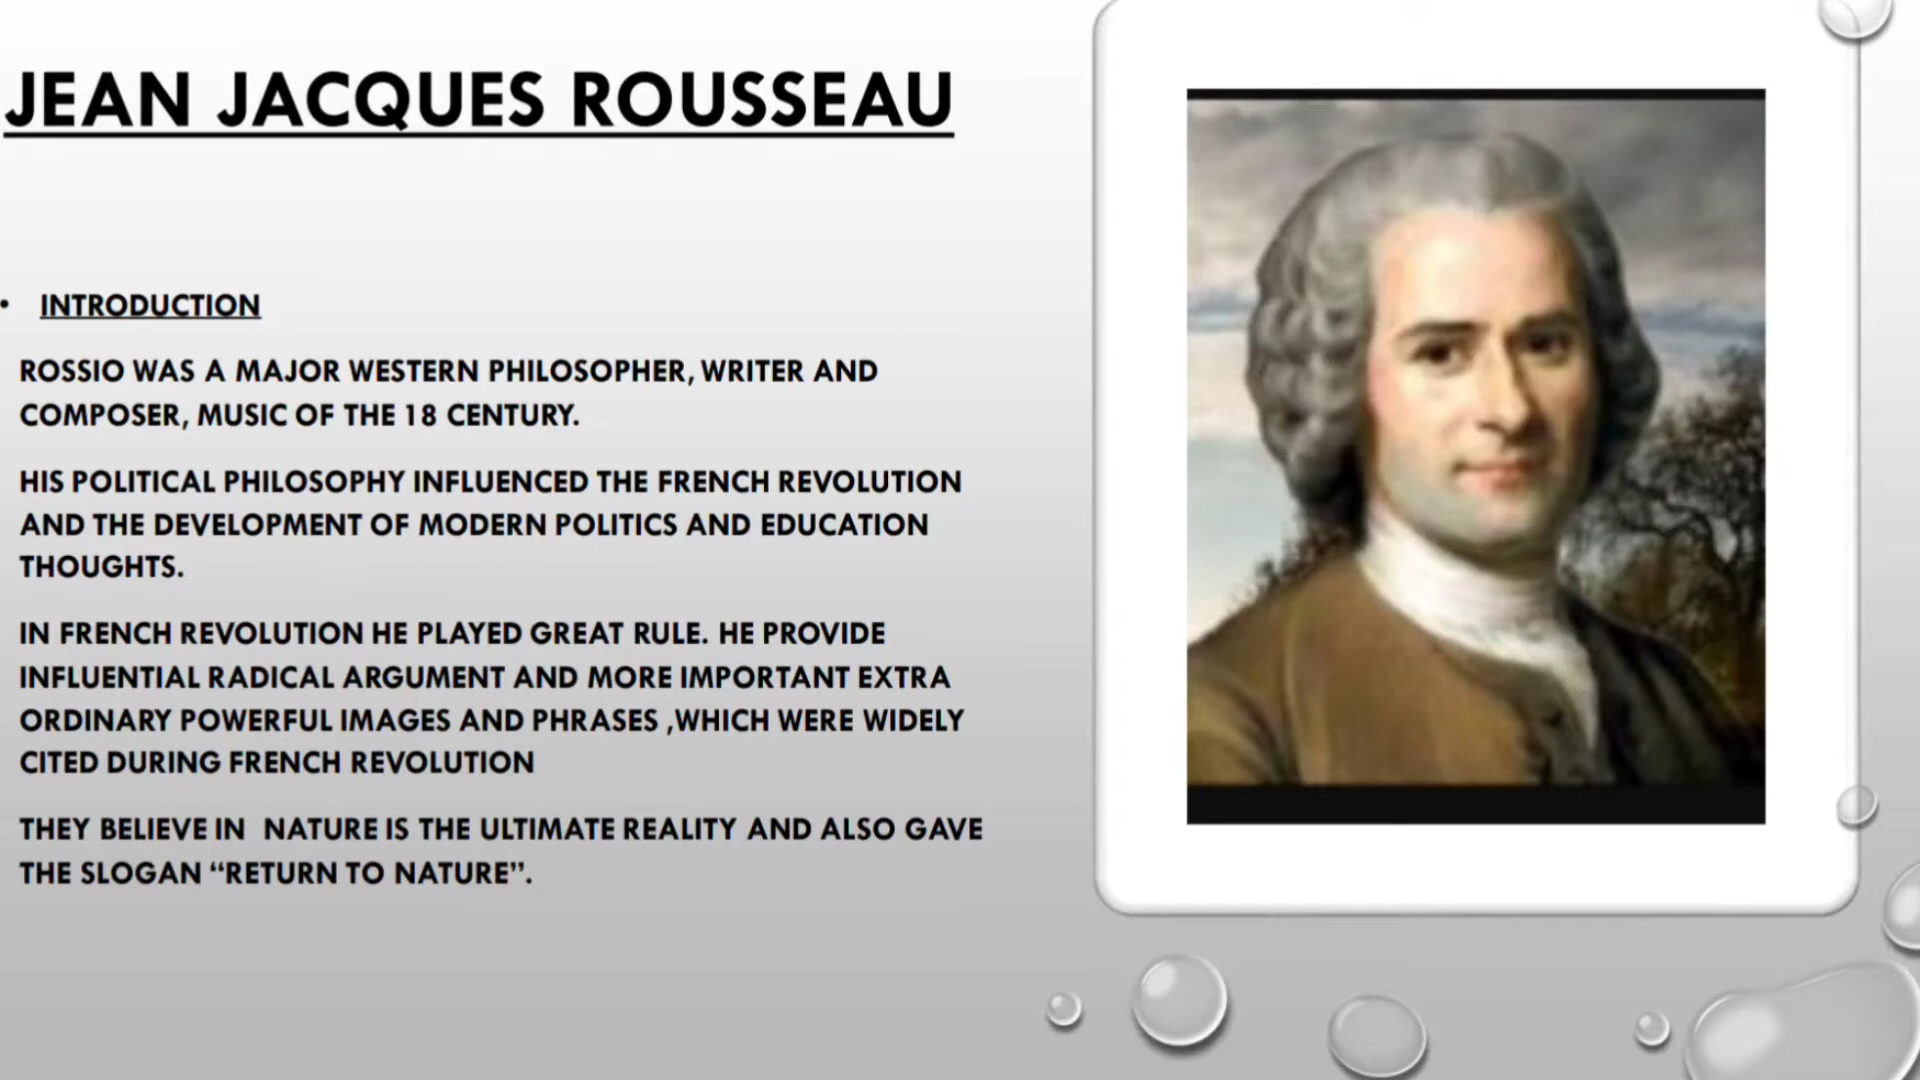 JEAN JACQUES ROUSSEAU
• INTRODUCTION
ROSSIO WAS A MAJOR WESTERN PHILOSOPHER, WRITER AND
COMPOSER, MUSIC OF THE 18 CENTURY.
HIS POLITICAL PHILOSOPHY INFLUENCED THE FRENCH REVOLUTION
AND THE DEVELOPMENT OF MODERN POLITICS AND EDUCATION
THOUGHTS.
IN FRENCH REVOLUTION HE PLAYED GREAT RULE. HE PROVIDE
INFLUENTIAL RADICAL ARGUMENT AND MORE IMPORTANT EXTRA
ORDINARY POWERFUL IMAGES AND PHRASES ,WHICH WERE WIDELY
CITED DURING FRENCH REVOLUTION
THEY BELIEVE IN NATURE IS THE ULTIMATE REALITY AND ALSO GAVE
THE SLOGAN “RETURN TO NATURE”.